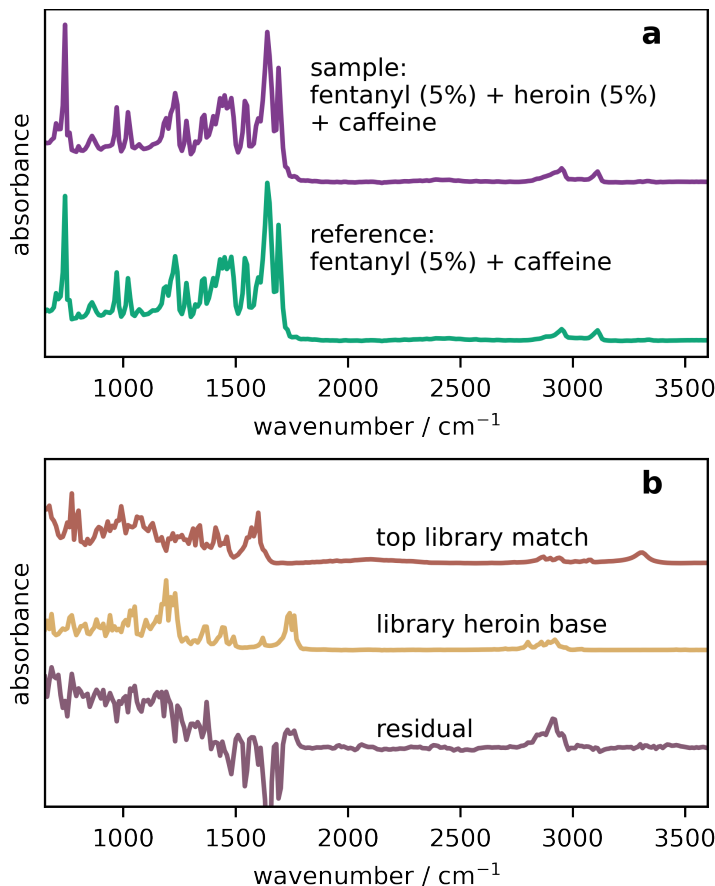 a
sample:
fentanyl (5%) + heroin (5%)
+ caffeine
reference:
fentanyl (5%) + caffeine
absorbance
1000 1500 2000 2500 3000 3500
wavenumber / cm⁻¹
b
top library match
library heroin base
residual
absorbance
1000 1500 2000 2500 3000 3500
wavenumber / cm⁻¹